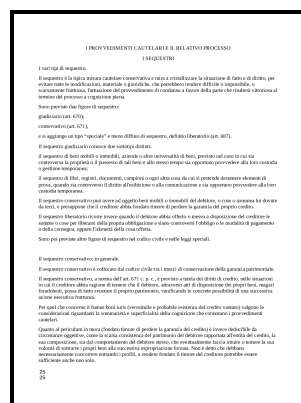 I PROVVEDIMENTI CAUTELARI E IL RELATIVO PROCESSO
I SEQUESTRI
I vari tipi di sequestro.
Il sequestro è la tipica misura cautelare conservativa e mira a cristallizzare la situazione di fatto e di diritto, per
evitare tutte le modificazioni, materiali o giuridiche, che potrebbero rendere difficile o impossibile, o
scarsamente fruttuosa, l'attuazione del provvedimento di condanna a favore della parte che risulterà vittoriosa al
termine del processo a cognizione piena.
Sono previste due figure di sequestro:
giudiziario (art. 670);
conservativo (art. 671),
e si aggiunge un tipo “speciale” e meno diffuso di sequestro, definito liberatorio (art. 687).
Il sequestro giudiziario conosce due sottotipi distinti:
il sequestro di beni mobili o immobili, aziende o altre universalità di beni, previsto nel caso in cui sia
controversa la proprietà o il possesso di tali beni e allo stesso tempo sia opportuno provvedere alla loro custodia
o gestione temporanea;
il sequestro di libri, registri, documenti, campioni o ogni altra cosa da cui si pretende desumere elementi di
prova, quando sia controverso il diritto all'esibizione o alla comunicazione e sia opportuno provvedere alla loro
custodia temporanea.
Il sequestro conservativo può avere ad oggetto beni mobili o immobili del debitore, o cose o somme a lui dovute
da terzi, e presuppone che il creditore abbia fondato timore di perdere la garanzia del proprio credito.
Il sequestro liberatorio ricorre invece quando il debitore abbia offerto o messo a disposizione del creditore le
somme o cose per liberarsi della propria obbligazione e siano controversi l'obbligo o le modalità di pagamento
o della consegna, oppure l'idoneità della cosa offerta.
Sono poi previste altre figure di sequestro nel codice civile o nelle leggi speciali.
Il sequestro conservativo: in generale.
Il sequestro conservativo è collocato dal codice civile tra i mezzi di conservazione della garanzia patrimoniale.
Il sequestro conservativo, a norma dell'art. 671 c. p. c., è previsto a tutela dei diritti di credito, nelle situazioni
in cui il creditore abbia ragione di temere che il debitore, attraverso atti di disposizione dei propri beni, magari
fraudolenti, possa di fatto svuotare il proprio patrimonio, vanificando le concrete possibilità di una successiva
azione esecutiva fruttuosa.
Per quel che concerne il fumus boni iuris (verosimile e probabile esistenza del credito vantato) valgono le
considerazioni riguardanti la sommarietà e superficialità della cognizione che connotano i provvedimenti
cautelari.
Quanto al periculum in mora (fondato timore di perdere la garanzia del credito) è invece deducibile da
circostanze oggettive, come la scarsa consistenza del patrimonio del debitore rapportata all'entità del credito, la
sua composizione, sia dal comportamento del debitore stesso, che eventualmente faccia intuire o temere la sua
volontà di sottrarre i propri beni alla successiva espropriazione forzata. Non è detto che debbano
necessariamente concorrere entrambi i profili, a rendere fondato il timore del creditore potrebbe essere
sufficiente anche uno solo.
25
25